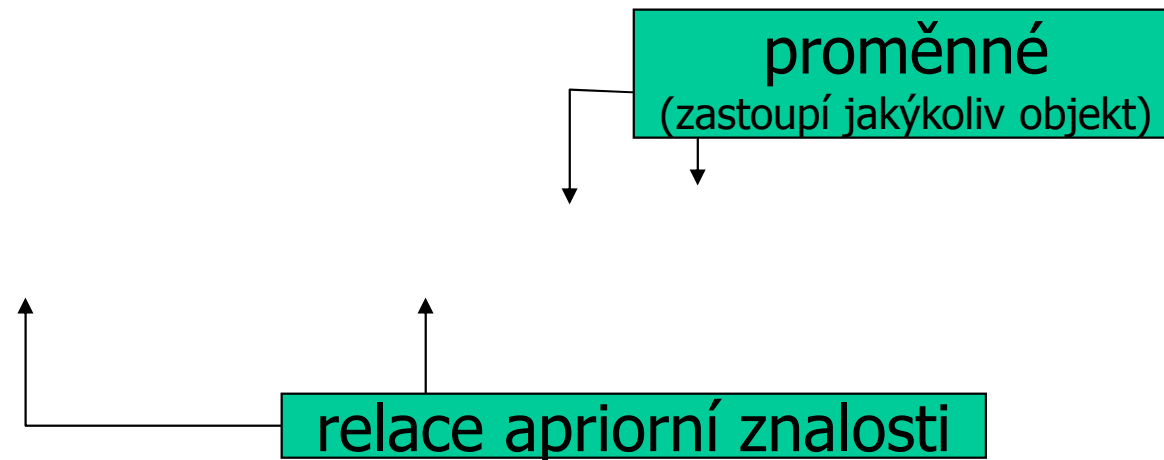 proměnné
(zastoupí jakýkoliv objekt)
relace apriorní znalosti